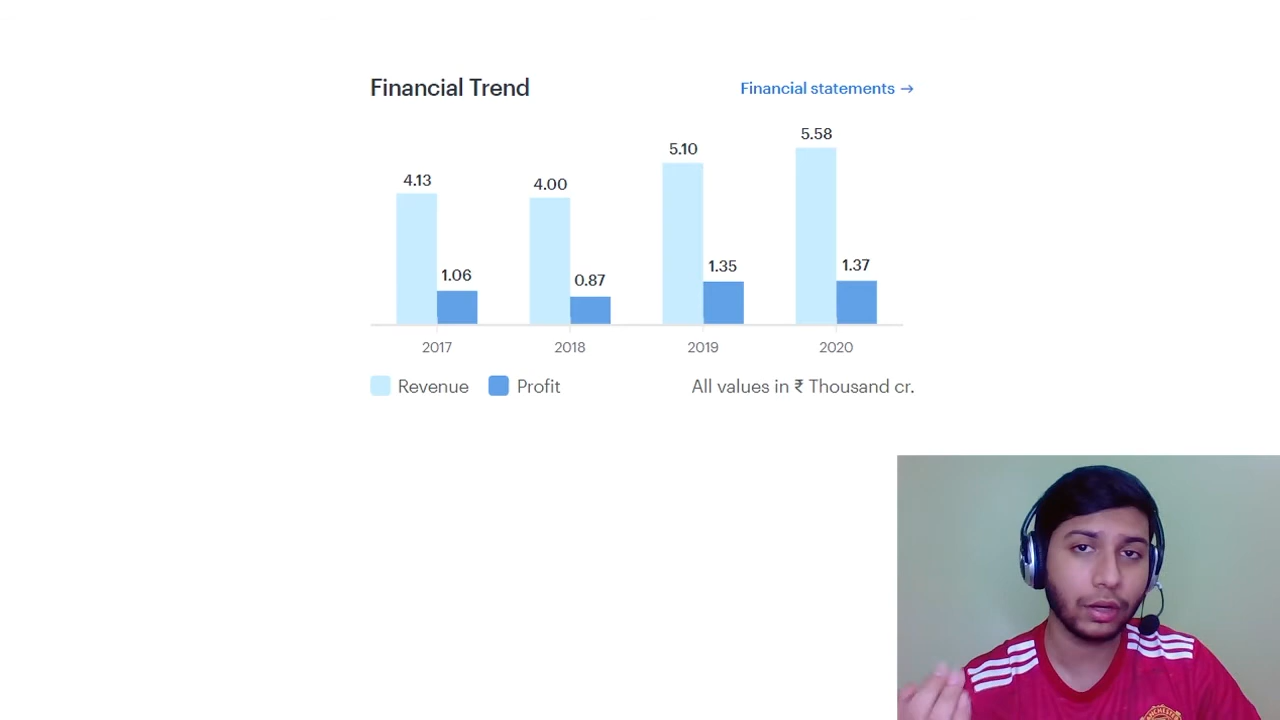 Financial Trend
Financial statements →
4.13
1.06
4.00
0.87
5.10
1.35
5.58
1.37
2017
2018
2019
2020
Revenue
Profit
All values in ₹ Thousand cr.